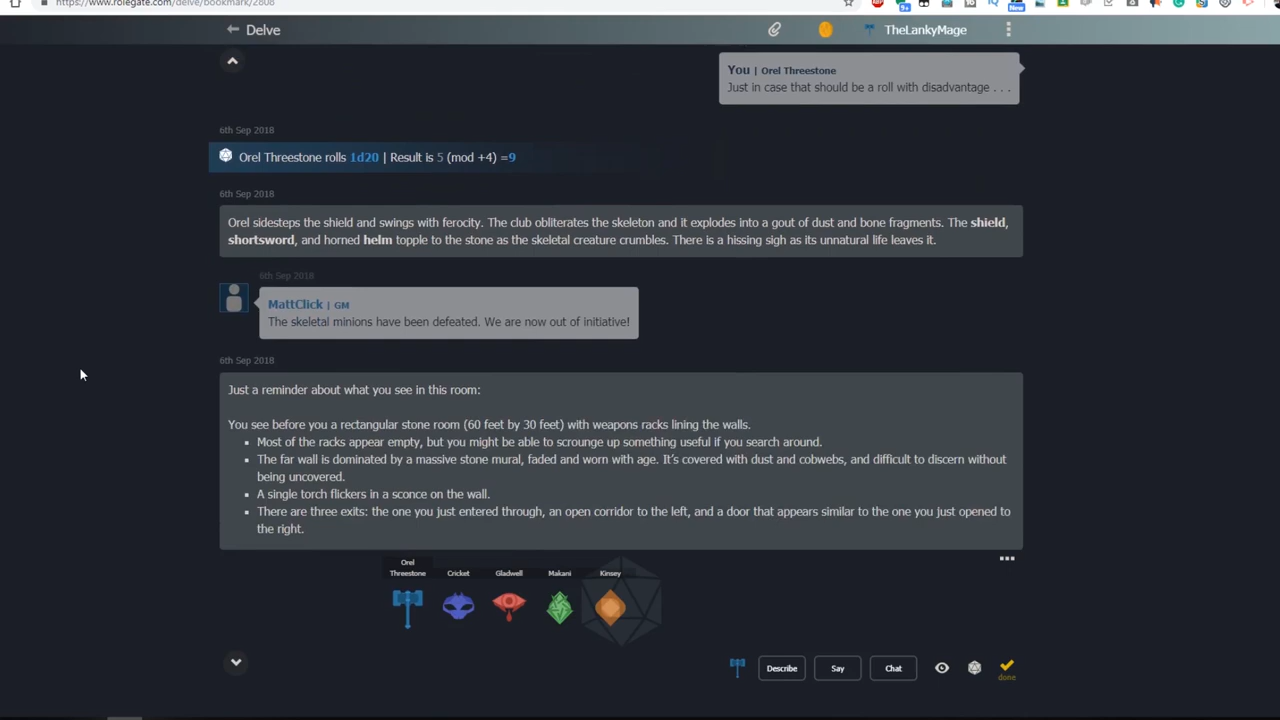 https://www.rolegate.com/delve/bookmark/2808
9+
New
Delve
TheLankyMage
You | Orel Threestone
Just in case that should be a roll with disadvantage . . .
6th Sep 2018
Orel Threestone rolls 1d20 | Result is 5 (mod +4) =9
6th Sep 2018
Orel sidesteps the shield and swings with ferocity. The club obliterates the skeleton and it explodes into a gout of dust and bone fragments. The shield,
shortsword, and horned helm topple to the stone as the skeletal creature crumbles. There is a hissing sigh as its unnatural life leaves it.
6th Sep 2018
MattClick | GM
The skeletal minions have been defeated. We are now out of initiative!
6th Sep 2018
Just a reminder about what you see in this room:
You see before you a rectangular stone room (60 feet by 30 feet) with weapons racks lining the walls.
Most of the racks appear empty, but you might be able to scrounge up something useful if you search around.
The far wall is dominated by a massive stone mural, faded and worn with age. It's covered with dust and cobwebs, and difficult to discern without
being uncovered.
A single torch flickers in a sconce on the wall.
There are three exits: the one you just entered through, an open corridor to the left, and a door that appears similar to the one you just opened to
the right.
Orel
Threestone
Cricket
Gladwell
Makani
Kinsey
Describe
Say
Chat
done